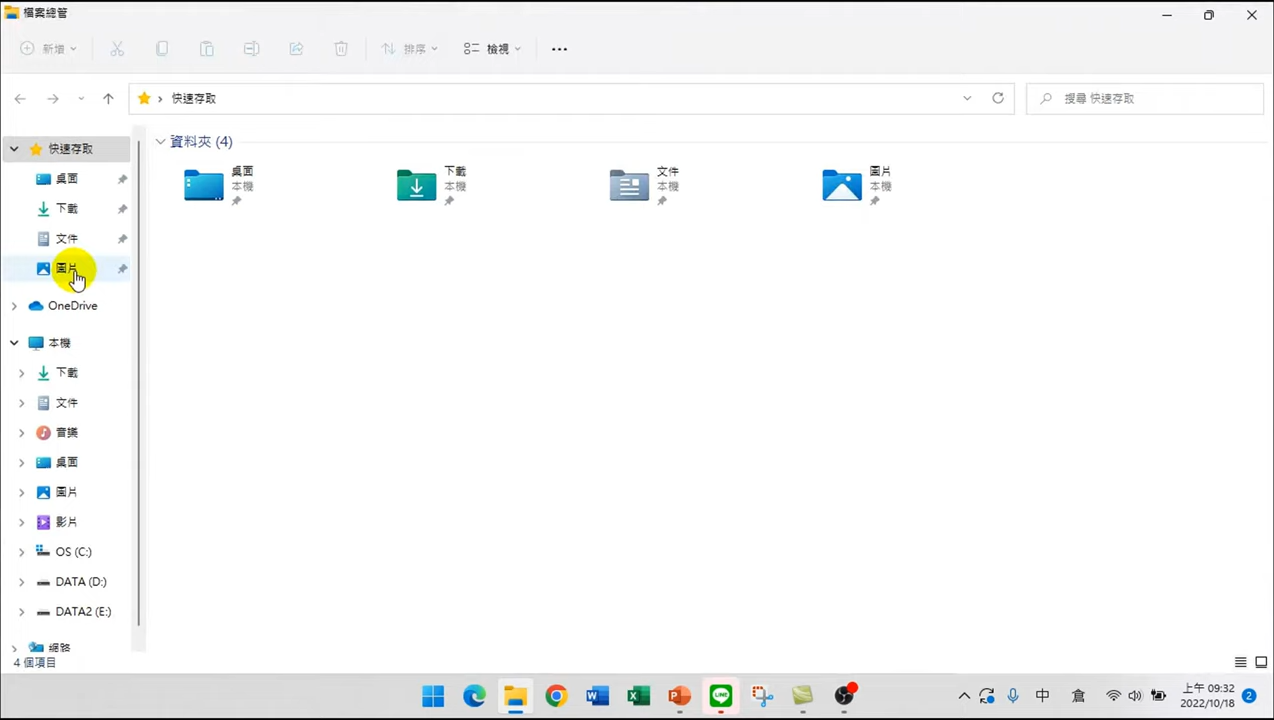 檔案總管
新增
排序
檢視
快速存取
搜尋 快速存取
快速存取
桌面
下載
文件
圖片
OneDrive
本機
下載
文件
音樂
桌面
圖片
影片
OS (C:)
DATA (D:)
DATA2 (E:)
網路
資料夾 (4)
桌面
本機
下載
本機
文件
本機
圖片
本機
4 個項目
中
倉
上午 09:32
2022/10/18
2